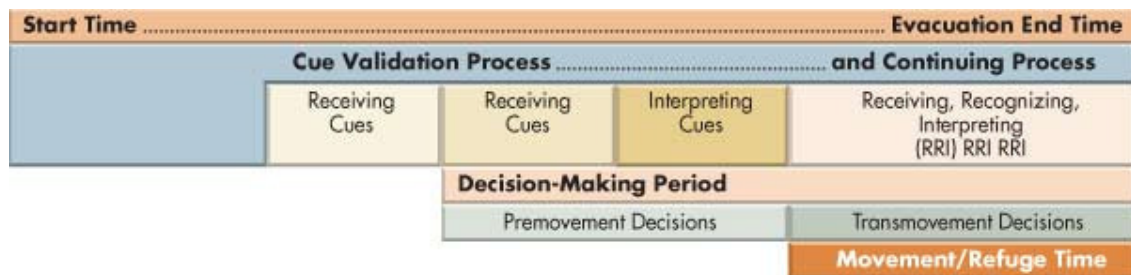 Start Time ........ Evacuation End Time
Cue Validation Process ........ and Continuing Process
Receiving
Cues
Receiving
Cues
Interpreting
Cues
Receiving, Recognizing,
Interpreting
(RRI) RRI RRI
Decision-Making Period
Premovement Decisions
Transmovement Decisions
Movement/Refuge Time